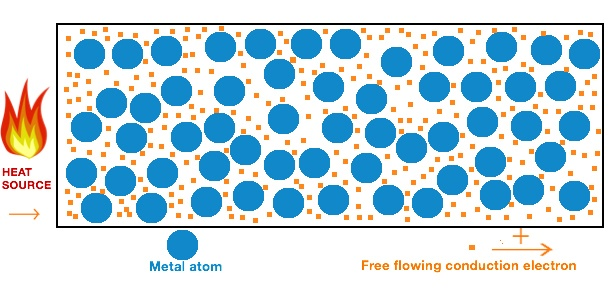 HEAT
SOURCE
Metal atom
Free flowing conduction electron